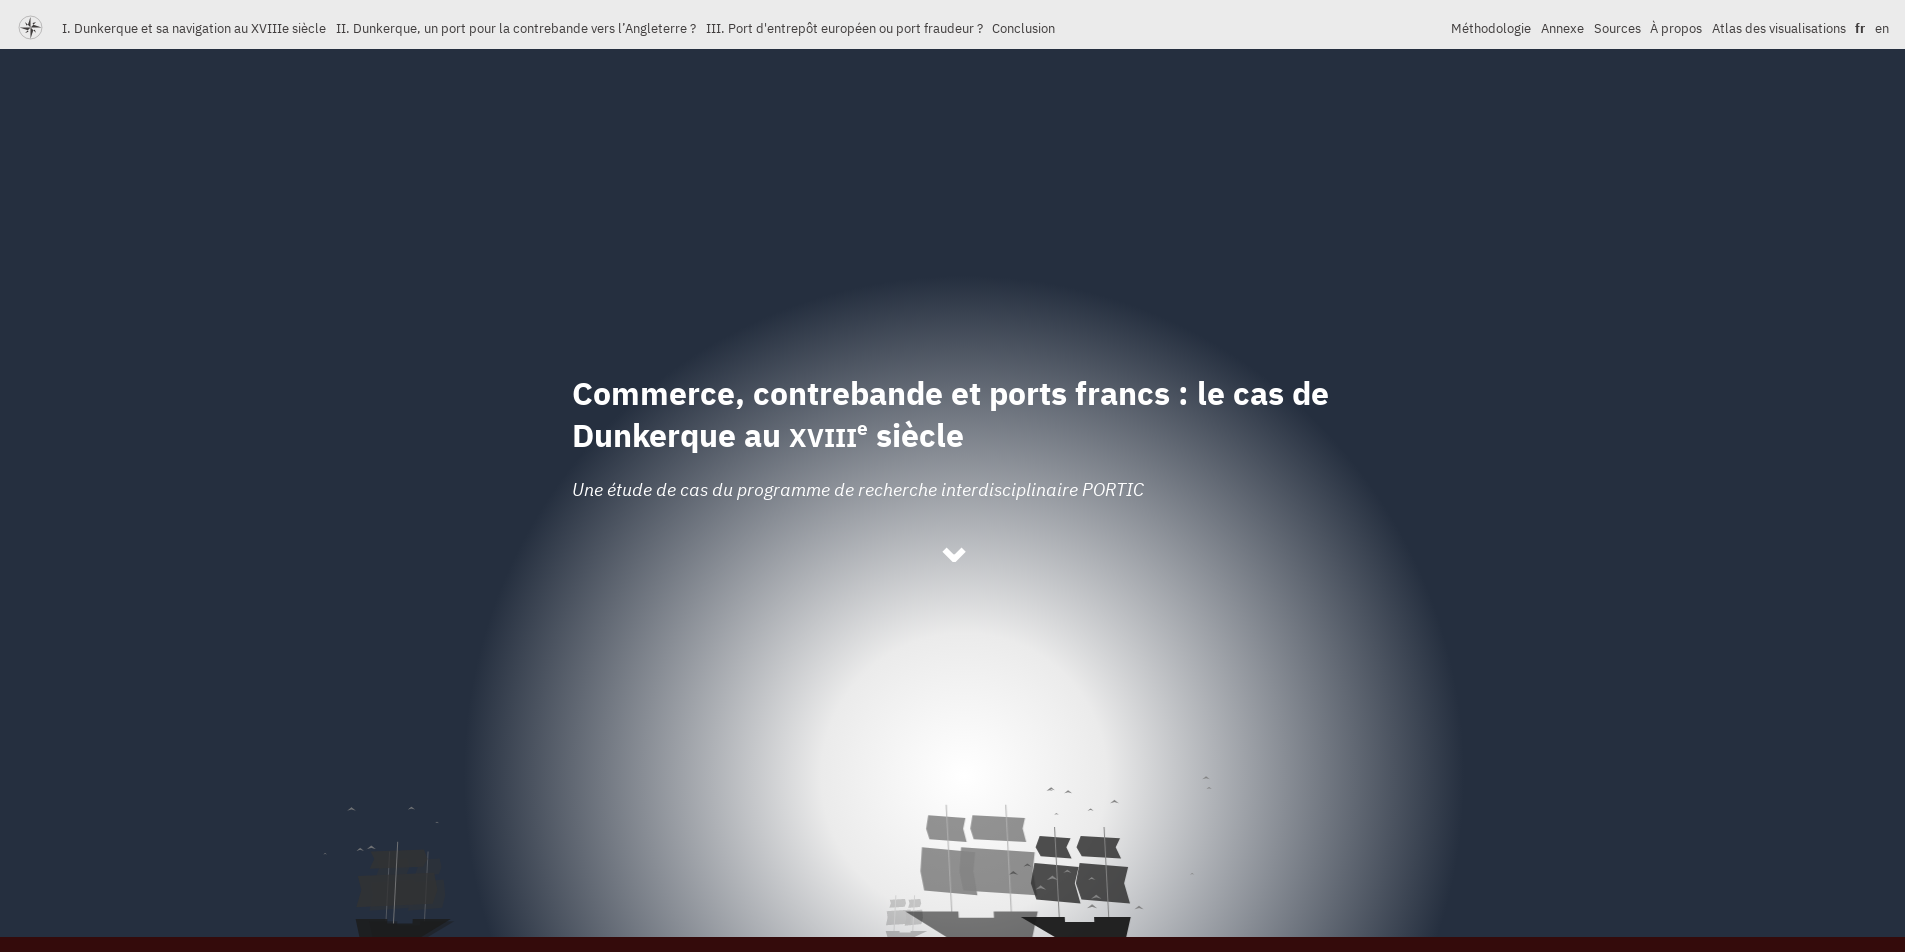 I. Dunkerque et sa navigation au XVIIIe siècle II. Dunkerque, un port pour la contrebande vers l’Angleterre ? III. Port d'entrepôt européen ou port fraudeur ? Conclusion Méthodologie Annexe Sources À propos Atlas des visualisations fr en
Commerce, contrebande et ports francs : le cas de
Dunkerque au XVIIIe siècle
Une étude de cas du programme de recherche interdisciplinaire PORTIC